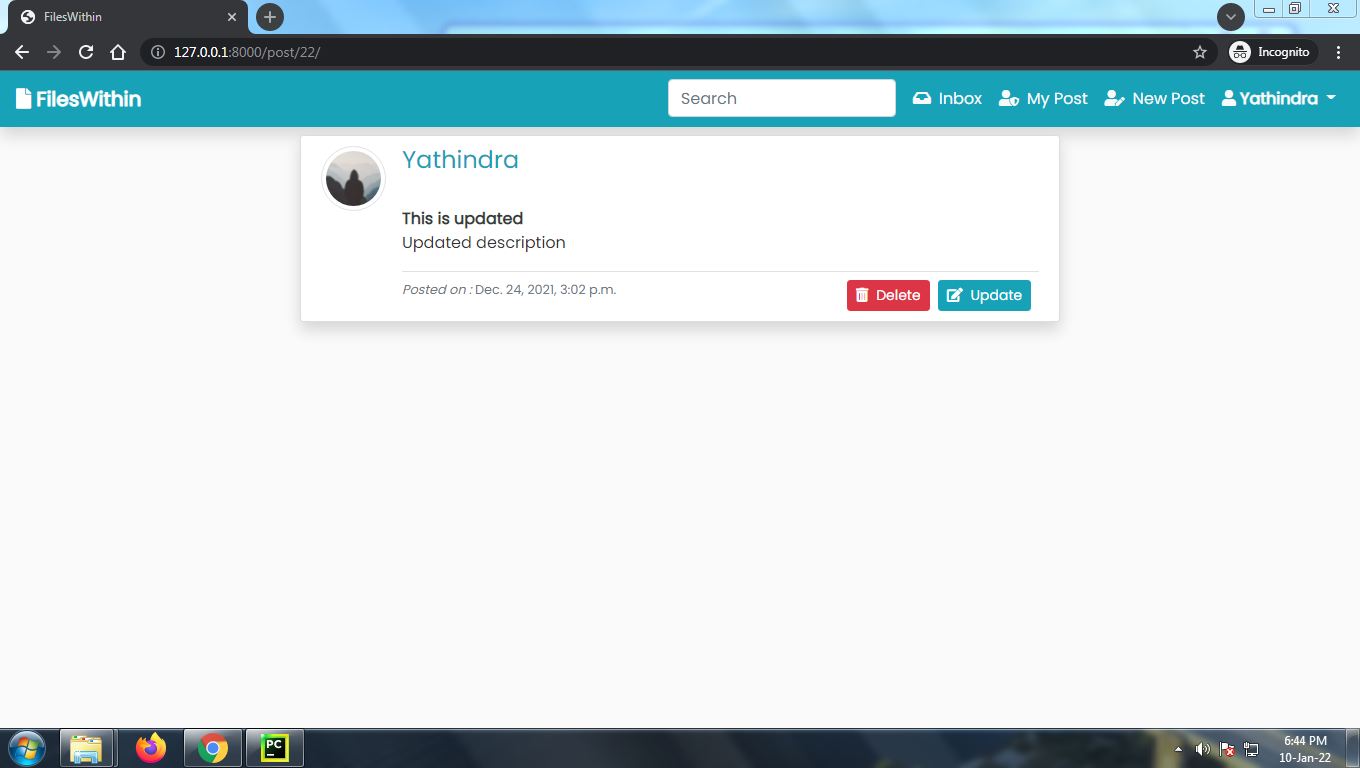 FilesWithin
127.0.0.1:8000/post/22/
Incognito
FilesWithin
Search
Inbox
My Post
New Post
Yathindra
Yathindra
This is updated
Updated description
Posted on : Dec. 24, 2021, 3:02 p.m.
Delete
Update
PC
6:44 PM
10-Jan-22